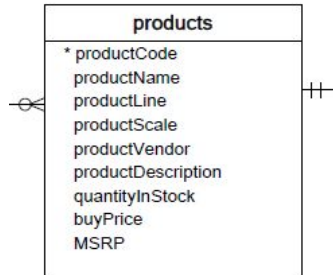 products
* productCode
productName
productLine
productScale
productVendor
productDescription
quantityInStock
buyPrice
MSRP